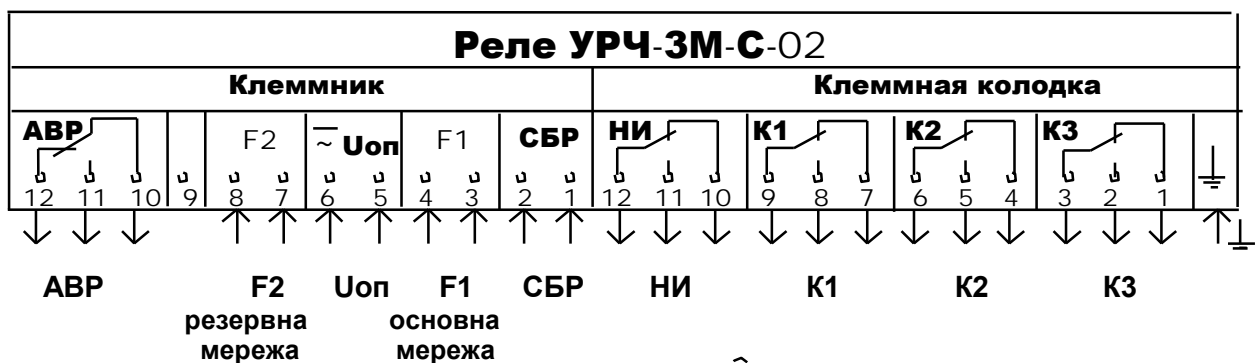 Реле УРЧ-3М-С-02
Клеммник Клеммная колодка
АВР F2 Uоп F1 СБР НИ К1 К2 К3
12 11 10 9 8 7 6 5 4 3 2 1 12 11 10 9 8 7 6 5 4 3 2 1
АВР F2 Uоп F1 СБР НИ К1 К2 К3
резервна основна
мережа мережа